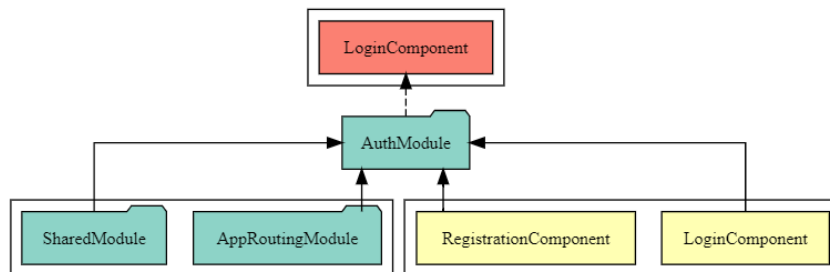 LoginComponent
AuthModule
SharedModule
AppRoutingModule
RegistrationComponent
LoginComponent